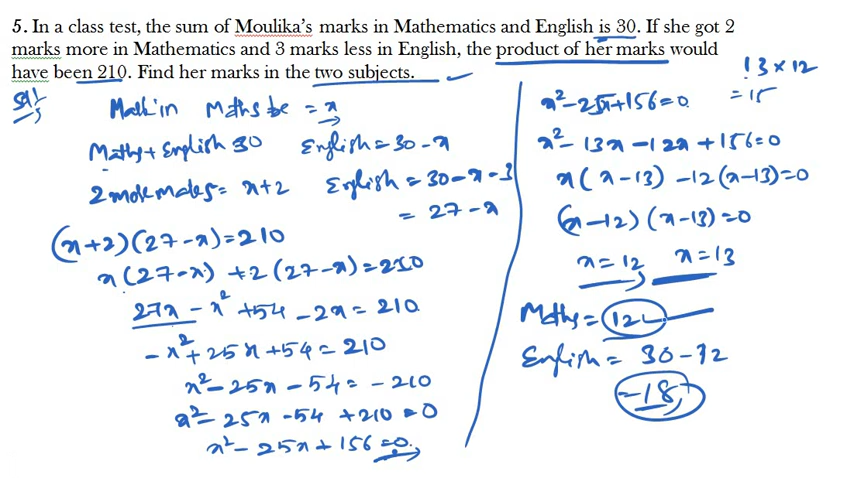 5. In a class test, the sum of Moulika's marks in Mathematics and English is 30. If she got 2
marks more in Mathematics and 3 marks less in English, the product of her marks would
have been 210. Find her marks in the two subjects.
Sol
Mark in Maths be = x
Maths + English 30 English = 30 - x
2 more mates = x+2 English = 30 - x - 3
= 27 - x
(x+2)(27-x)=210
x(27-x) +2(27-x)=210
27x - x² + 54 - 2x = 210
-x² + 25x + 54 = 210
x² - 25x - 54 = -210
x² - 25x - 54 + 210 = 0
x² - 25x + 156 = 0.
13 × 12
x² - 25x + 156 = 0.
x² - 13x - 12x + 156 = 0
x(x-13) - 12(x-13) = 0
(x-12)(x-13) = 0
x = 12 x = 13
Maths = 12
English = 30 - 12
= 18